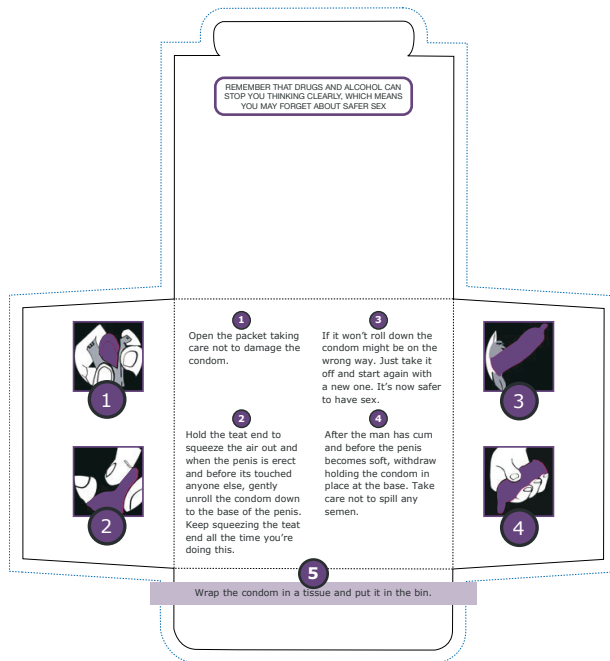 REMEMBER THAT DRUGS AND ALCOHOL CAN
STOP YOU THINKING CLEARLY, WHICH MEANS
YOU MAY FORGET ABOUT SAFER SEX
1
Open the packet taking
care not to damage the
condom.
2
Hold the teat end to
squeeze the air out and
when the penis is erect
and before its touched
anyone else, gently
unroll the condom down
to the base of the penis.
Keep squeezing the teat
end all the time you’re
doing this.
3
If it won’t roll down the
condom might be on the
wrong way. Just take it
off and start again with
a new one. It’s now safer
to have sex.
4
After the man has cum
and before the penis
becomes soft, withdraw
holding the condom in
place at the base. Take
care not to spill any
semen.
1
2
3
4
5
Wrap the condom in a tissue and put it in the bin.